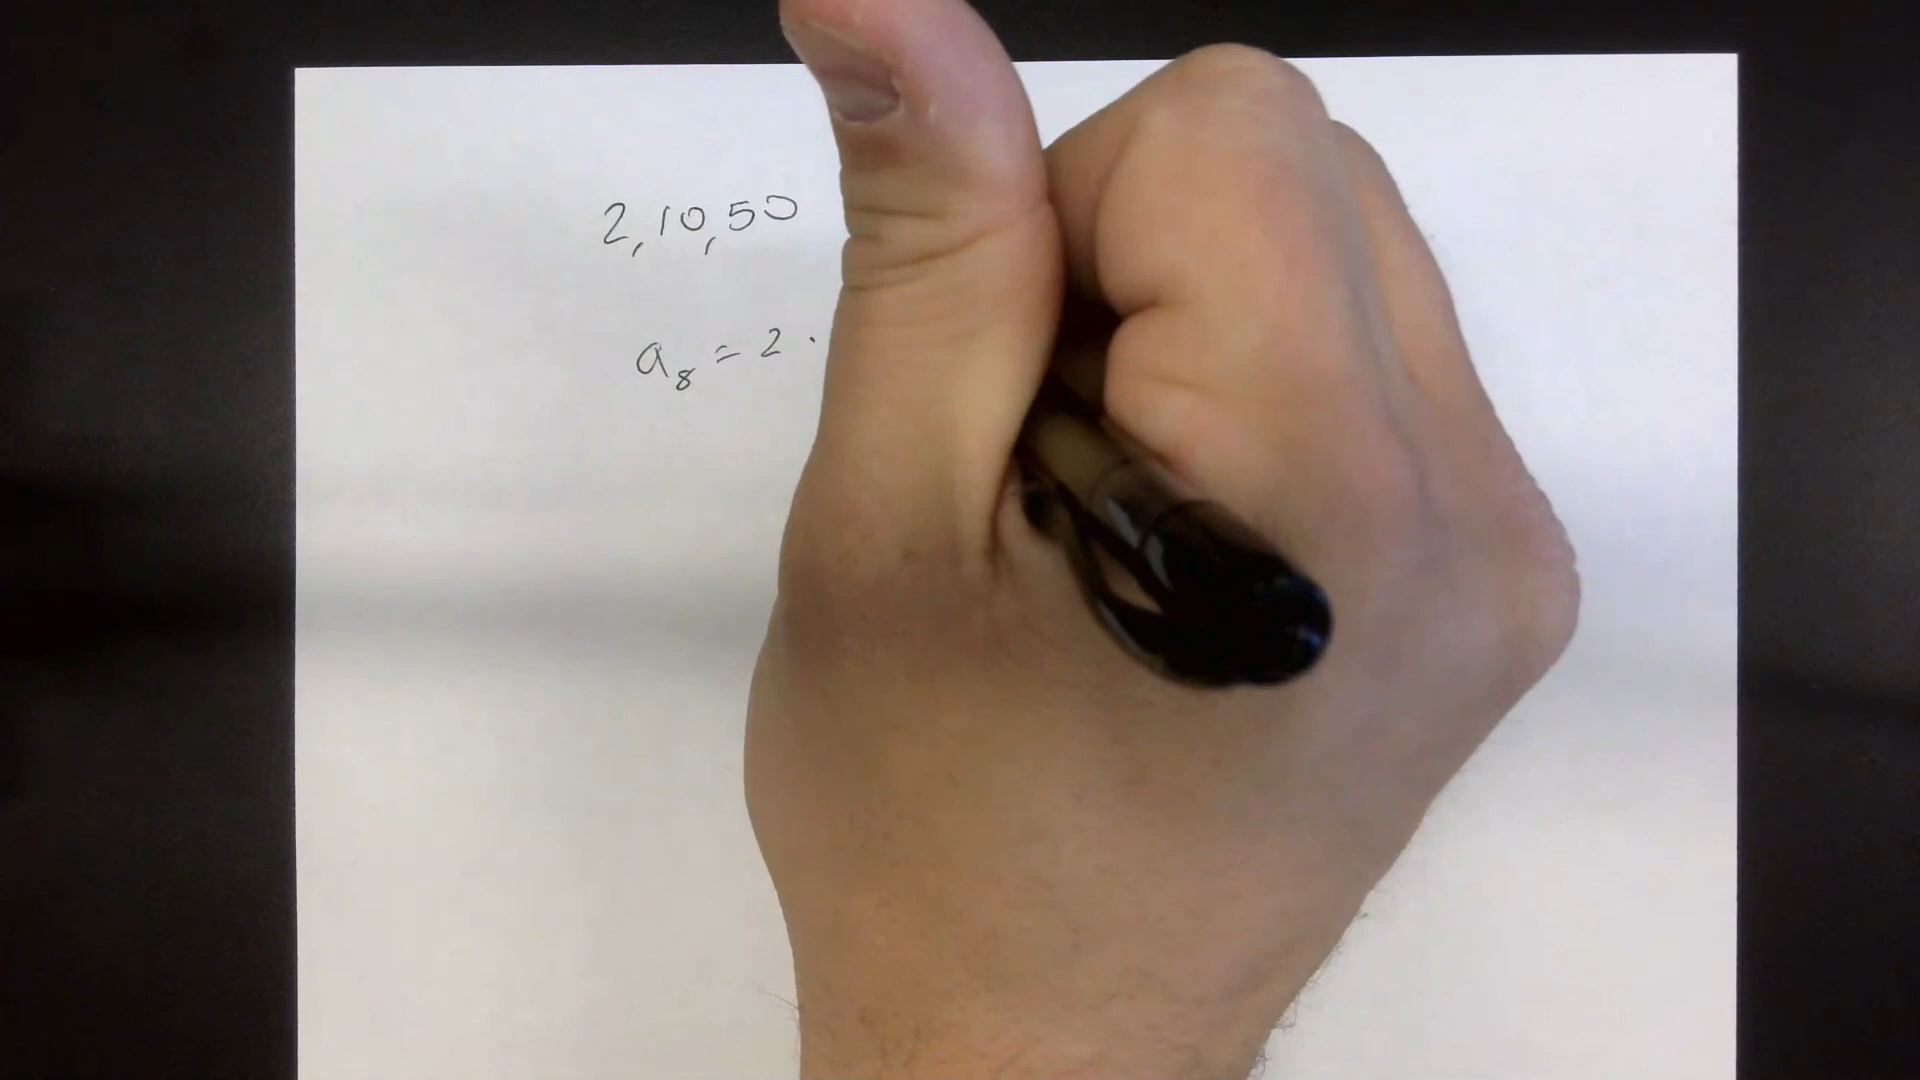 2,10,50
a₈ = 2 ·